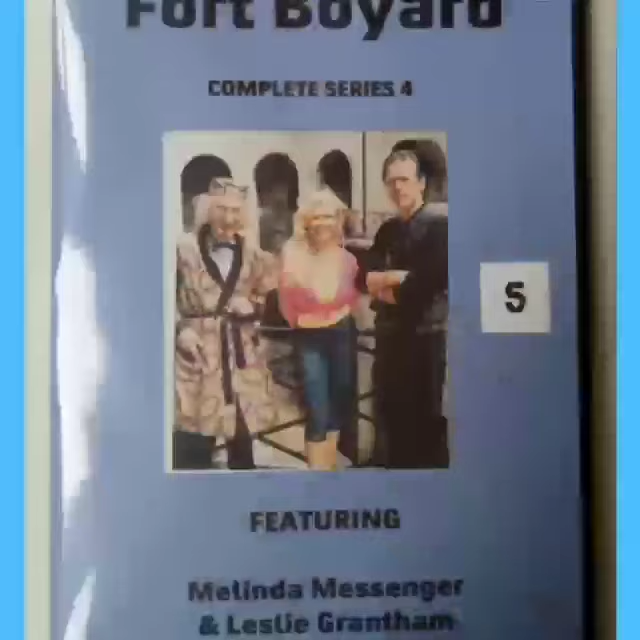 Fort Boyard
COMPLETE SERIES 4
5
FEATURING
Melinda Messenger
& Leslie Grantham